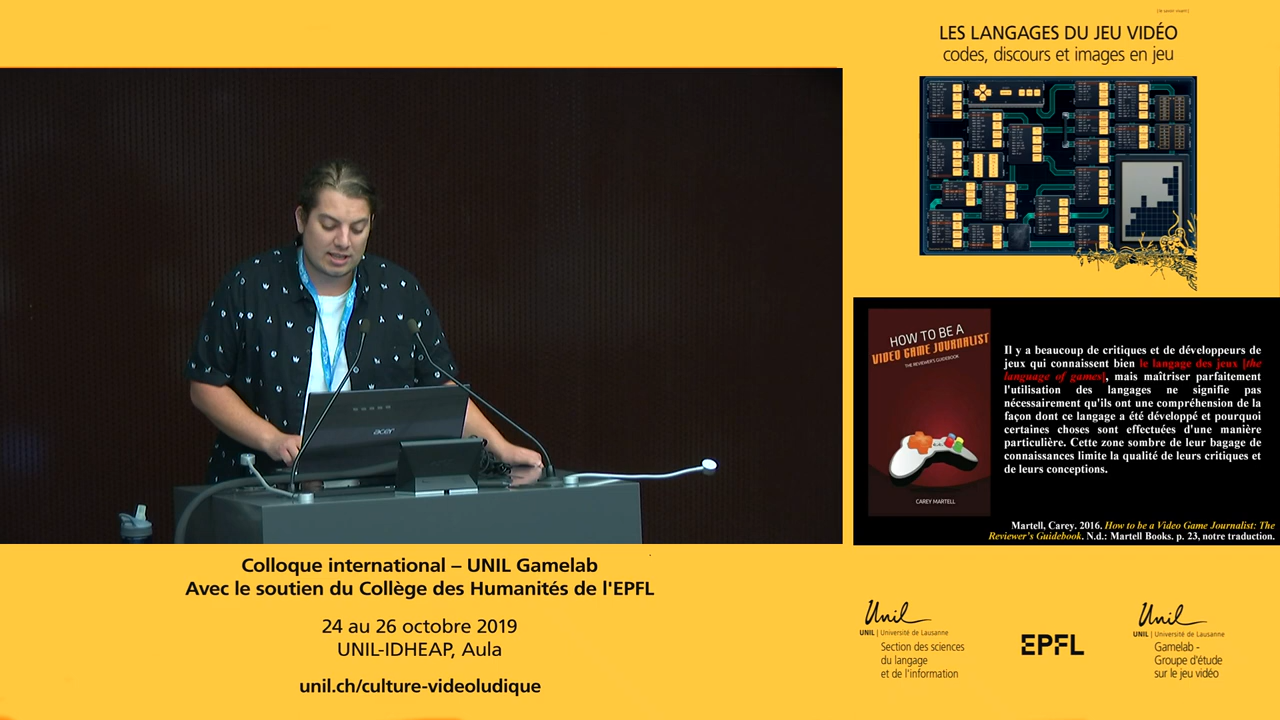 [le savoir vivant]
LES LANGAGES DU JEU VIDÉO
codes, discours et images en jeu
HOW TO BE A
VIDEO GAME JOURNALIST
THE REVIEWER'S GUIDEBOOK
CAREY MARTELL
Il y a beaucoup de critiques et de développeurs de
jeux qui connaissent bien le langage des jeux [the
language of games], mais maîtriser parfaitement
l'utilisation des langages ne signifie pas
nécessairement qu'ils ont une compréhension de la
façon dont ce langage a été développé et pourquoi
certaines choses sont effectuées d'une manière
particulière. Cette zone sombre de leur bagage de
connaissances limite la qualité de leurs critiques et
de leurs conceptions.
Martell, Carey. 2016. How to be a Video Game Journalist: The
Reviewer's Guidebook. N.d.: Martell Books. p. 23, notre traduction.
acer
Colloque international – UNIL Gamelab
Avec le soutien du Collège des Humanités de l'EPFL
24 au 26 octobre 2019
UNIL-IDHEAP, Aula
unil.ch/culture-videoludique
Unil
UNIL | Université de Lausanne
Section des sciences
du langage
et de l'information
EPFL
Unil
UNIL | Université de Lausanne
Gamelab -
Groupe d'étude
sur le jeu vidéo